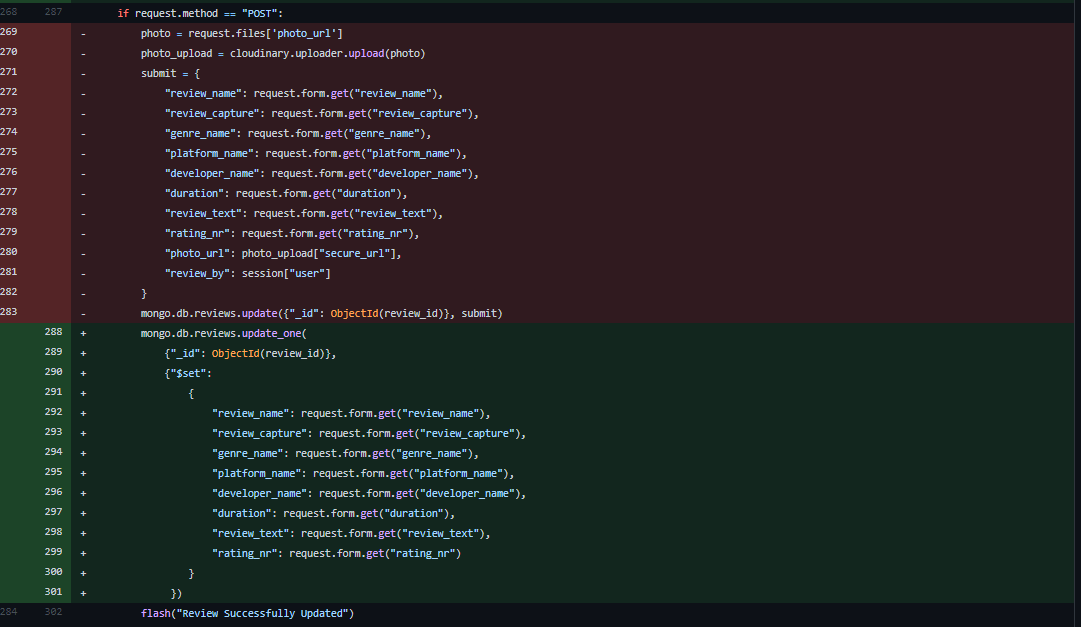 268 287 if request.method == "POST":
269 - photo = request.files['photo_url']
270 - photo_upload = cloudinary.uploader.upload(photo)
271 - submit = {
272 - "review_name": request.form.get("review_name"),
273 - "review_capture": request.form.get("review_capture"),
274 - "genre_name": request.form.get("genre_name"),
275 - "platform_name": request.form.get("platform_name"),
276 - "developer_name": request.form.get("developer_name"),
277 - "duration": request.form.get("duration"),
278 - "review_text": request.form.get("review_text"),
279 - "rating_nr": request.form.get("rating_nr"),
280 - "photo_url": photo_upload["secure_url"],
281 - "review_by": session["user"]
282 - }
283 - mongo.db.reviews.update({"_id": ObjectId(review_id)}, submit)
288 + mongo.db.reviews.update_one(
289 + {"_id": ObjectId(review_id)},
290 + {"$set":
291 + {
292 + "review_name": request.form.get("review_name"),
293 + "review_capture": request.form.get("review_capture"),
294 + "genre_name": request.form.get("genre_name"),
295 + "platform_name": request.form.get("platform_name"),
296 + "developer_name": request.form.get("developer_name"),
297 + "duration": request.form.get("duration"),
298 + "review_text": request.form.get("review_text"),
299 + "rating_nr": request.form.get("rating_nr")
300 + }
301 + })
284 302 flash("Review Successfully Updated")